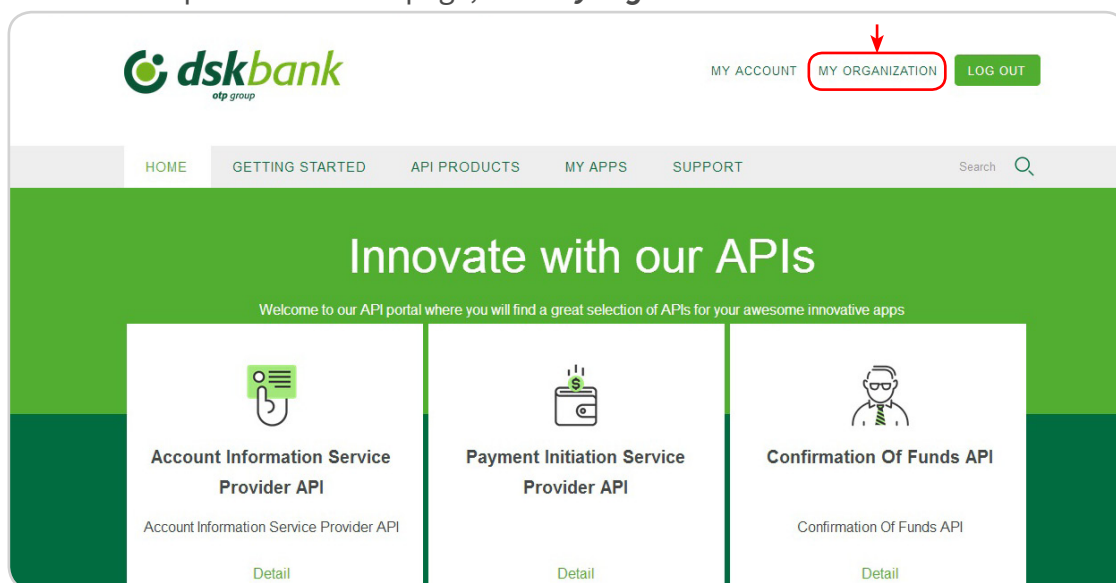 dskbank
otp group
MY ACCOUNT MY ORGANIZATION LOG OUT
HOME GETTING STARTED API PRODUCTS MY APPS SUPPORT Search
Innovate with our APIs
Welcome to our API portal where you will find a great selection of APIs for your awesome innovative apps
$
Account Information Service
Provider API
Account Information Service Provider API
Detail
Payment Initiation Service
Provider API
Detail
Confirmation Of Funds API
Confirmation Of Funds API
Detail